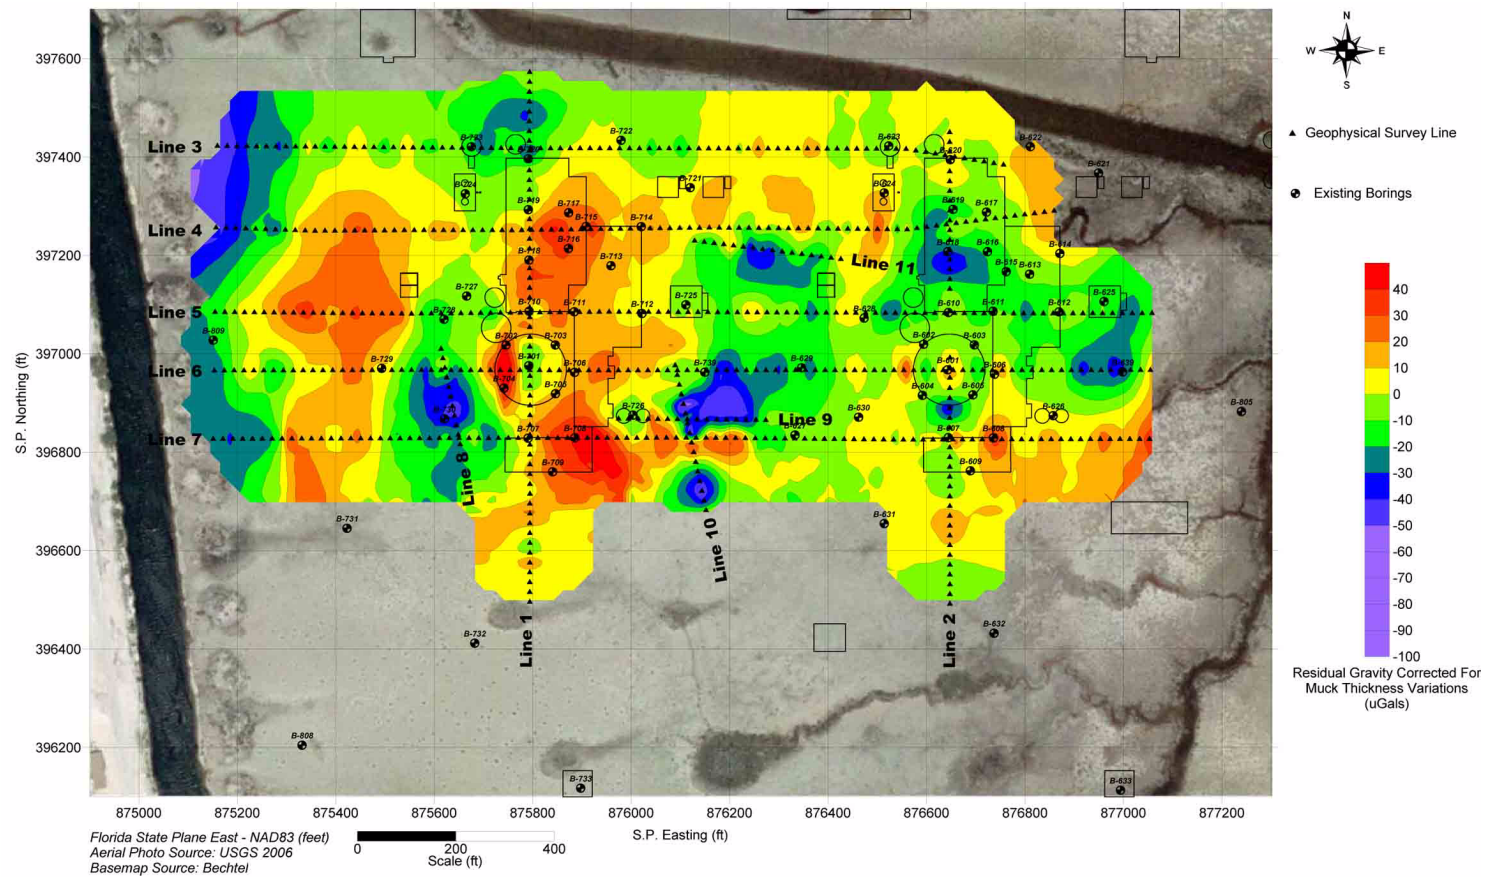 N
W
E
S
397600
397400
397200
397000
396800
396600
396400
396200
S.P. Northing (ft)
Geophysical Survey Line
Existing Borings
Line 3
Line 4
Line 5
Line 6
Line 7
Line 8
Line 9
Line 10
Line 11
Line 1
Line 2
B-722
B-623
B-622
B-620
B-621
B-721
B-719
B-717
B-619
B-617
B-715
B-714
B-716
B-718
B-713
B-618
B-616
B-614
B-615
B-613
B-727
B-725
B-625
B-710
B-711
B-712
B-628
B-610
B-611
B-612
B-809
B-702
B-703
B-602
B-603
B-729
B-701
B-706
B-629
B-601
B-606
B-704
B-705
B-604
B-605
B-805
B-726
B-630
B-626
B-707
B-708
B-607
B-608
B-709
B-609
B-731
B-631
B-732
B-632
B-808
B-733
B-633
40
30
20
10
0
-10
-20
-30
-40
-50
-60
-70
-80
-90
-100
Residual Gravity Corrected For
Muck Thickness Variations
(uGals)
875000
875200
875400
875600
875800
876000
876200
876400
876600
876800
877000
877200
S.P. Easting (ft)
Florida State Plane East - NAD83 (feet)
Aerial Photo Source: USGS 2006
Basemap Source: Bechtel
0
200
400
Scale (ft)